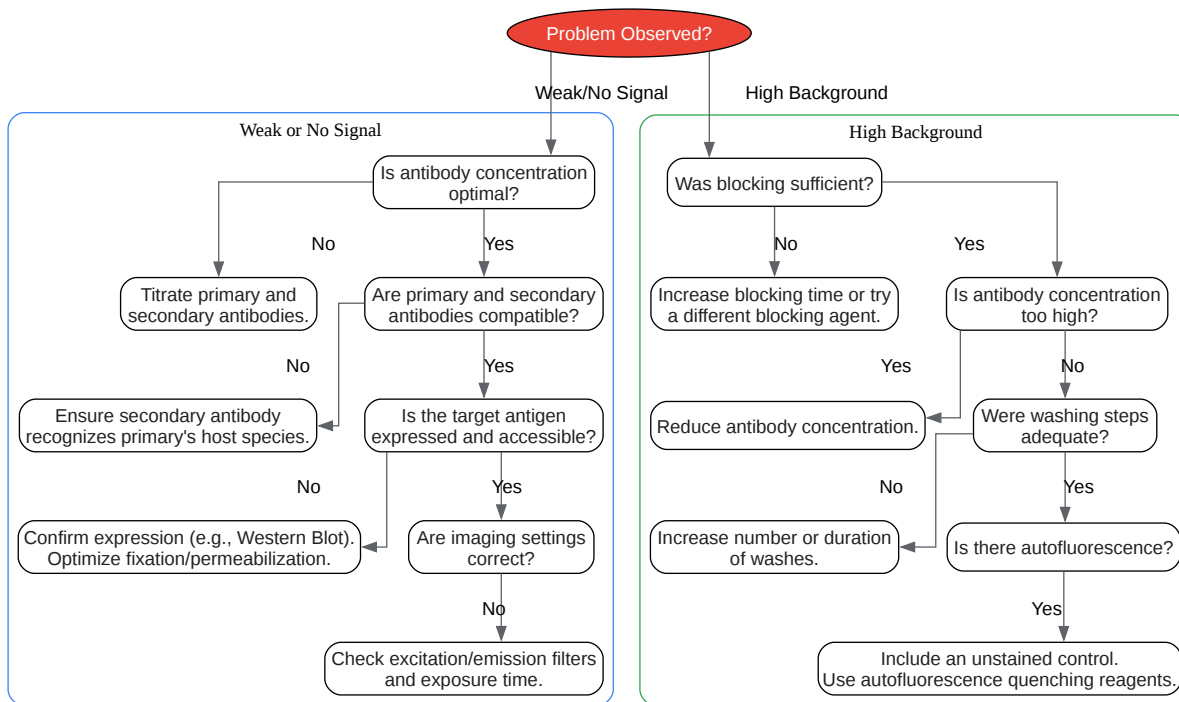 Problem Observed?
Weak/No Signal
High Background
Weak or No Signal
Is antibody concentration
optimal?
No
Yes
Titrate primary and
secondary antibodies.
Are primary and secondary
antibodies compatible?
No
Yes
Ensure secondary antibody
recognizes primary's host species.
Is the target antigen
expressed and accessible?
No
Yes
Confirm expression (e.g., Western Blot).
Optimize fixation/permeabilization.
Are imaging settings
correct?
No
Check excitation/emission filters
and exposure time.
High Background
Was blocking sufficient?
No
Yes
Increase blocking time or try
a different blocking agent.
Is antibody concentration
too high?
Yes
No
Reduce antibody concentration.
Were washing steps
adequate?
No
Yes
Increase number or duration
of washes.
Is there autofluorescence?
Yes
Include an unstained control.
Use autofluorescence quenching reagents.